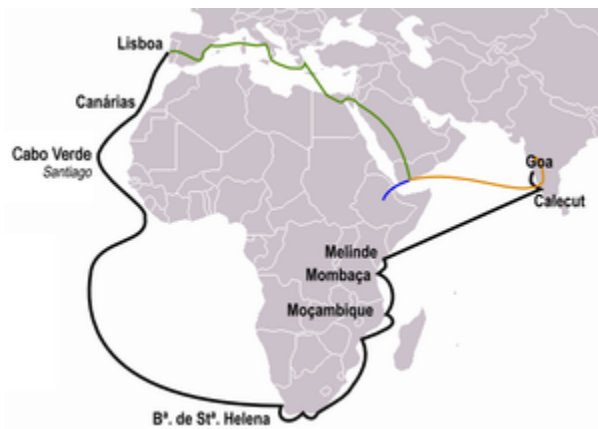 Lisboa
Canárias
Cabo Verde
Santiago
Goa
Calecut
Melinde
Mombaça
Moçambique
Bª. de Stª. Helena